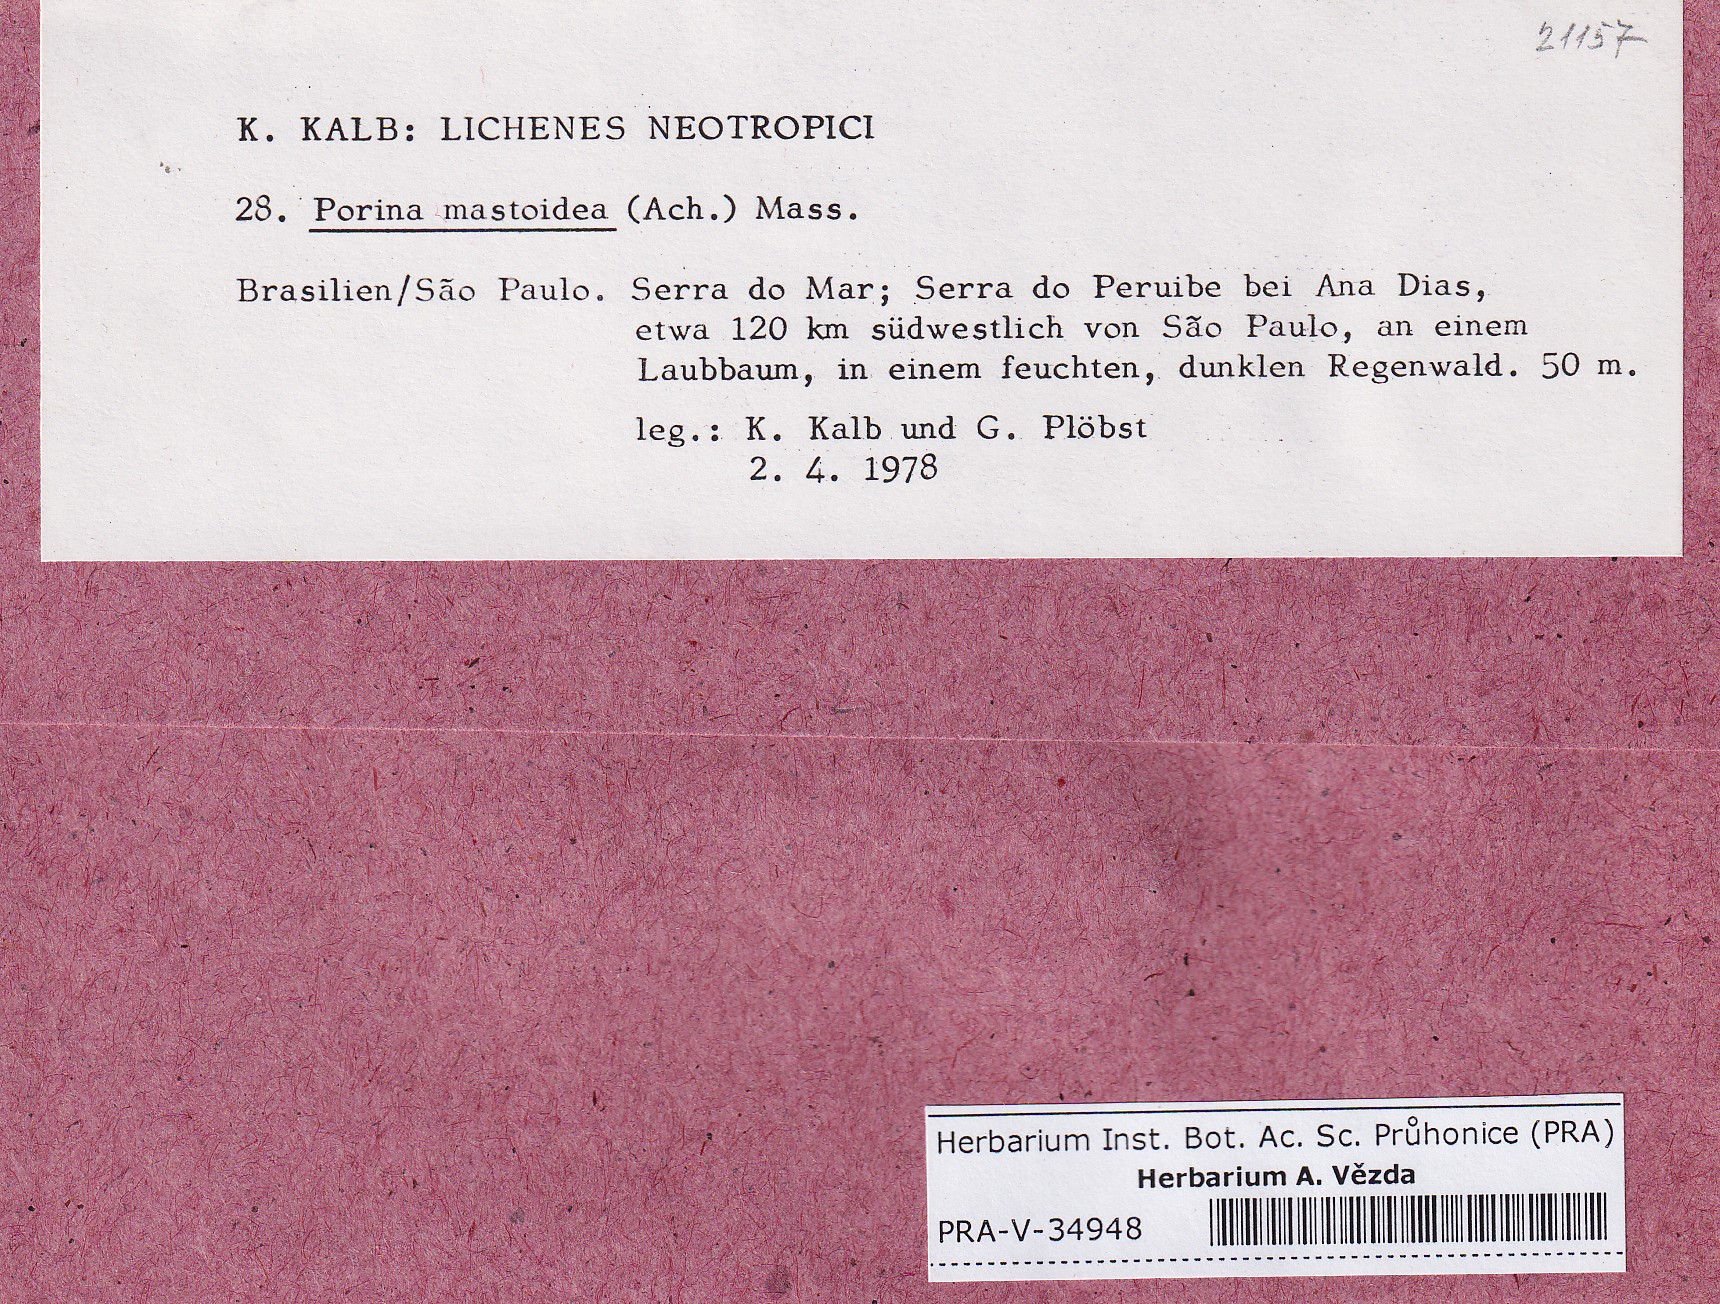 21157
K. KALB: LICHENES NEOTROPICI
28. Porina mastoidea (Ach.) Mass.
Brasilien/São Paulo. Serra do Mar; Serra do Peruibe bei Ana Dias,
etwa 120 km südwestlich von São Paulo, an einem
Laubbaum, in einem feuchten, dunklen Regenwald. 50 m.
leg.: K. Kalb und G. Plöbst
2. 4. 1978
Herbarium Inst. Bot. Ac. Sc. Průhonice (PRA)
Herbarium A. Vězda
PRA-V-34948